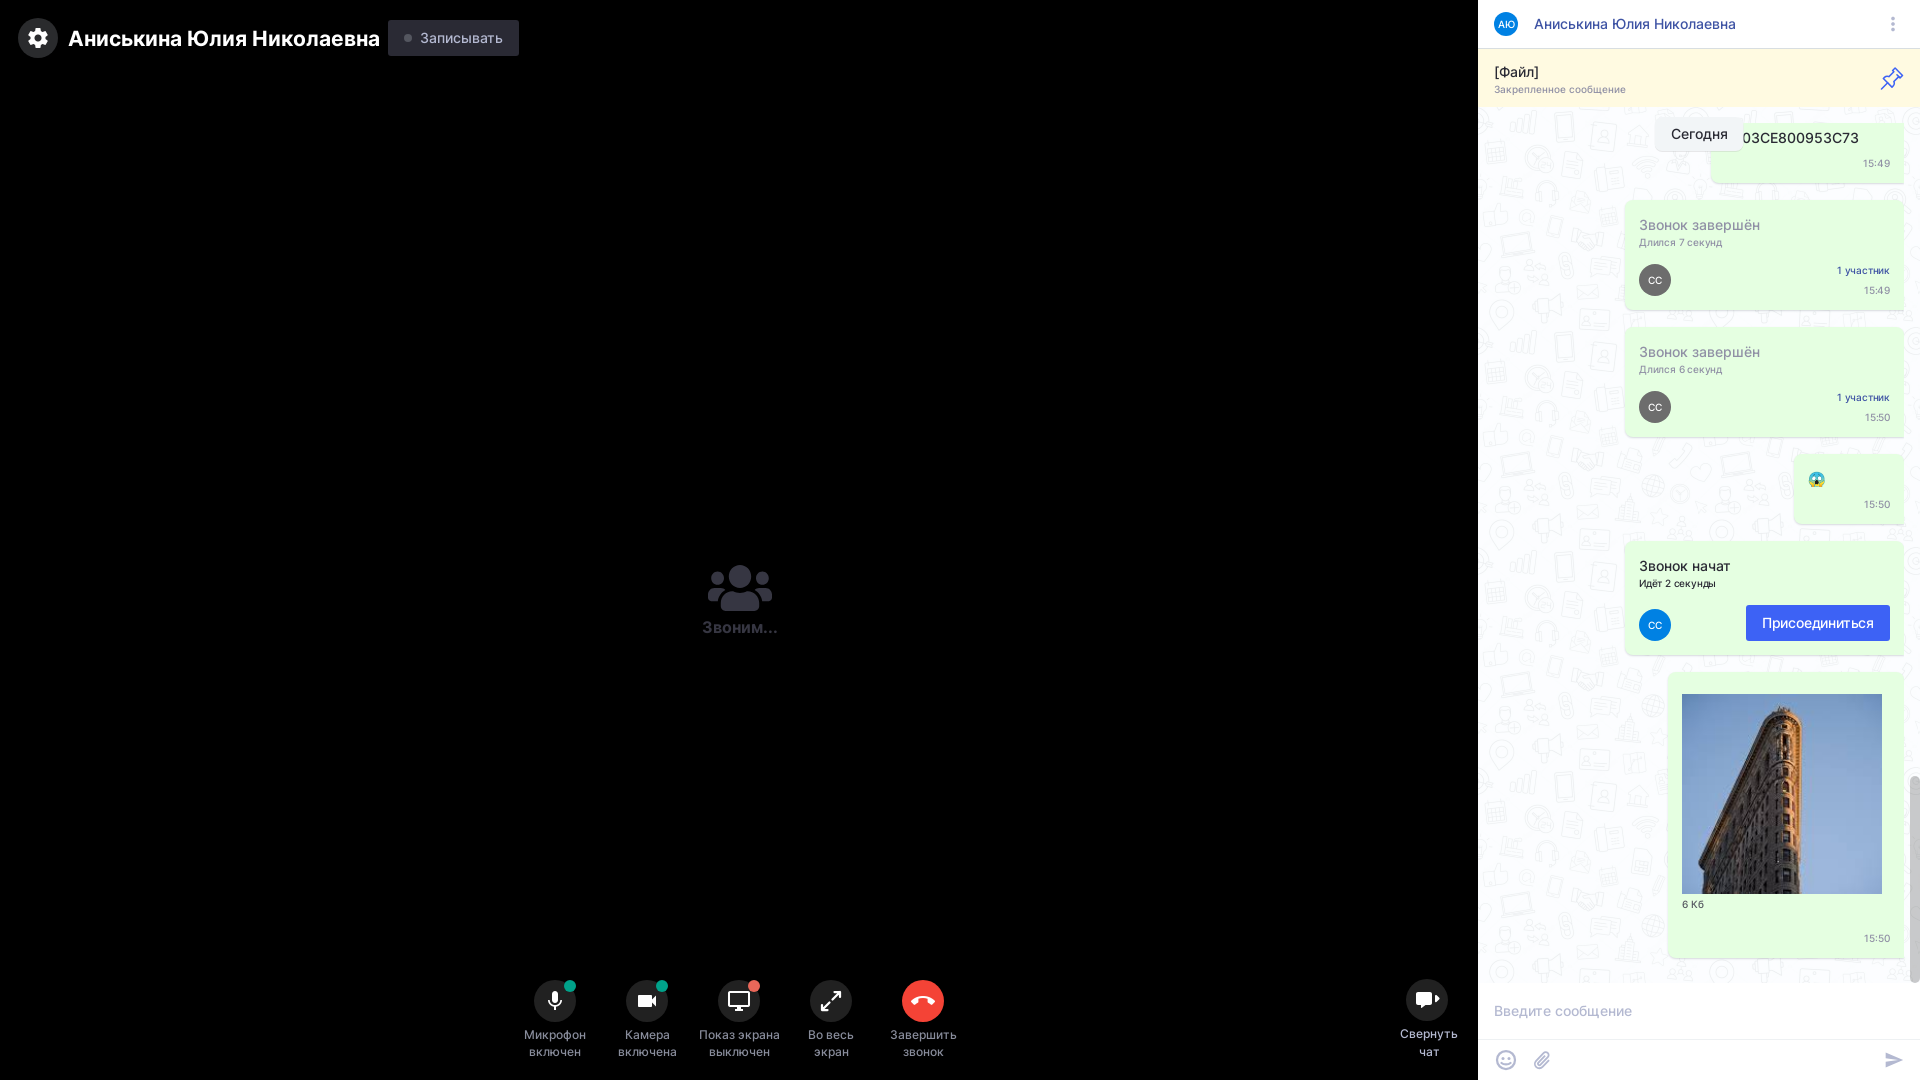 Аниськина Юлия Николаевна
Записывать
Звоним...
Микрофон
включен
Камера
включена
Показ экрана
выключен
Во весь
экран
Завершить
звонок
Свернуть
чат
АЮ
Аниськина Юлия Николаевна
[Файл]
Закрепленное сообщение
Сегодня
03CE800953C73
15:49
Звонок завершён
Длился 7 секунд
СС
1 участник
15:49
Звонок завершён
Длился 6 секунд
СС
1 участник
15:50
😱
15:50
Звонок начат
Идёт 2 секунды
СС
Присоединиться
6 Кб
15:50
Введите сообщение